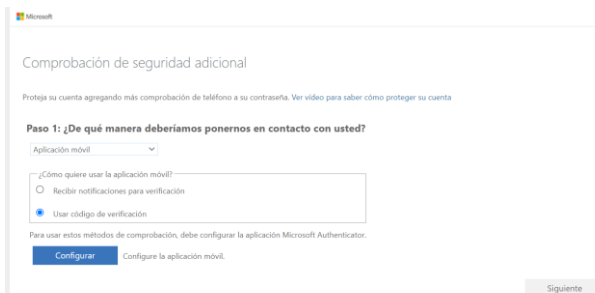 Microsoft
Comprobación de seguridad adicional
Proteja su cuenta agregando más comprobación de teléfono a su contraseña. Ver vídeo para saber cómo proteger su cuenta
Paso 1: ¿De qué manera deberíamos ponernos en contacto con usted?
Aplicación móvil
¿Cómo quiere usar la aplicación móvil?
Recibir notificaciones para verificación
Usar código de verificación
Para usar estos métodos de comprobación, debe configurar la aplicación Microsoft Authenticator.
Configurar Configure la aplicación móvil.
Siguiente